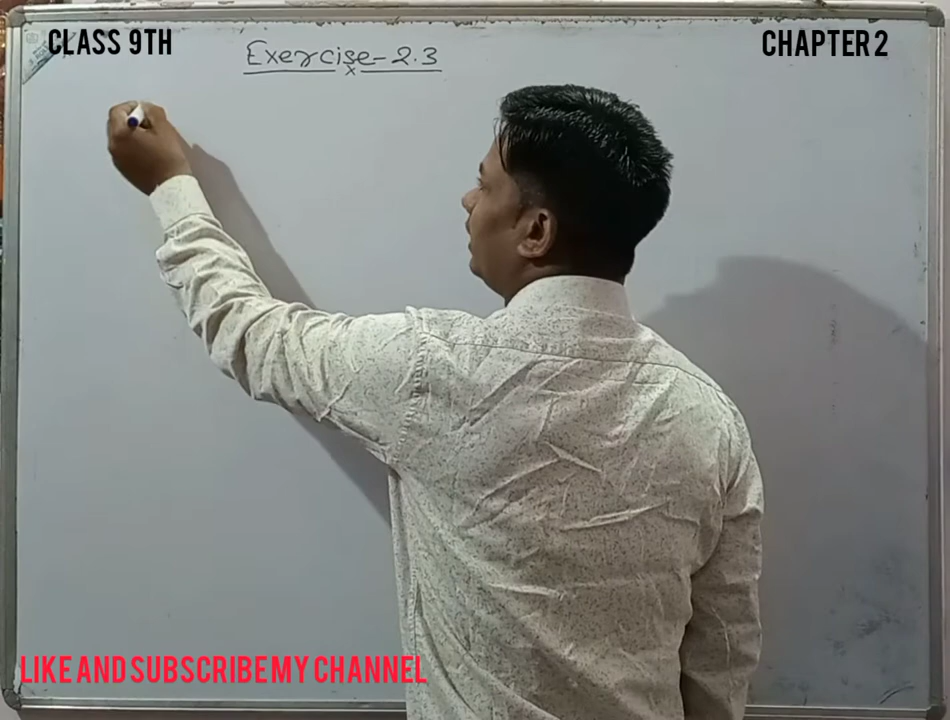 CLASS 9TH
Exercise-2.3
x
CHAPTER 2
LIKE AND SUBSCRIBE MY CHANNEL